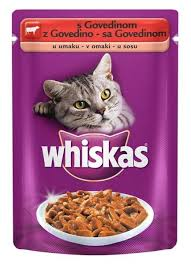 s Govedinom
z Govedino - sa Govedinom
u umaku - v omaki - u sosu
whiskas